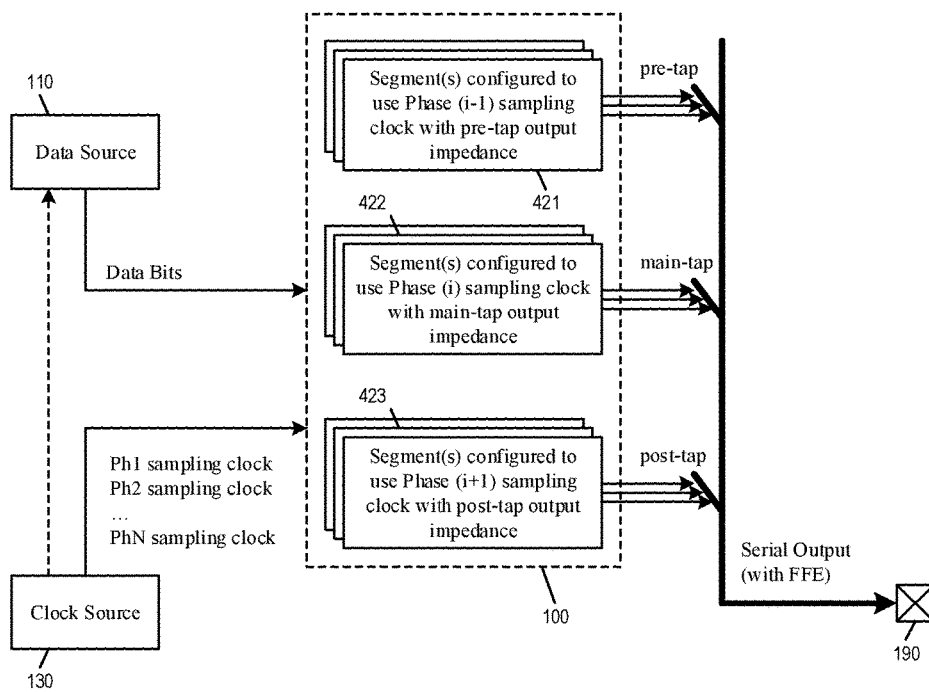 110
Data Source
Data Bits
Ph1 sampling clock
Ph2 sampling clock
...
PhN sampling clock
Clock Source
130
Segment(s) configured to
use Phase (i-1) sampling
clock with pre-tap output
impedance
421
422
Segment(s) configured to
use Phase (i) sampling clock
with main-tap output
impedance
423
Segment(s) configured to
use Phase (i+1) sampling
clock with post-tap output
impedance
100
pre-tap
main-tap
post-tap
Serial Output
(with FFE)
190